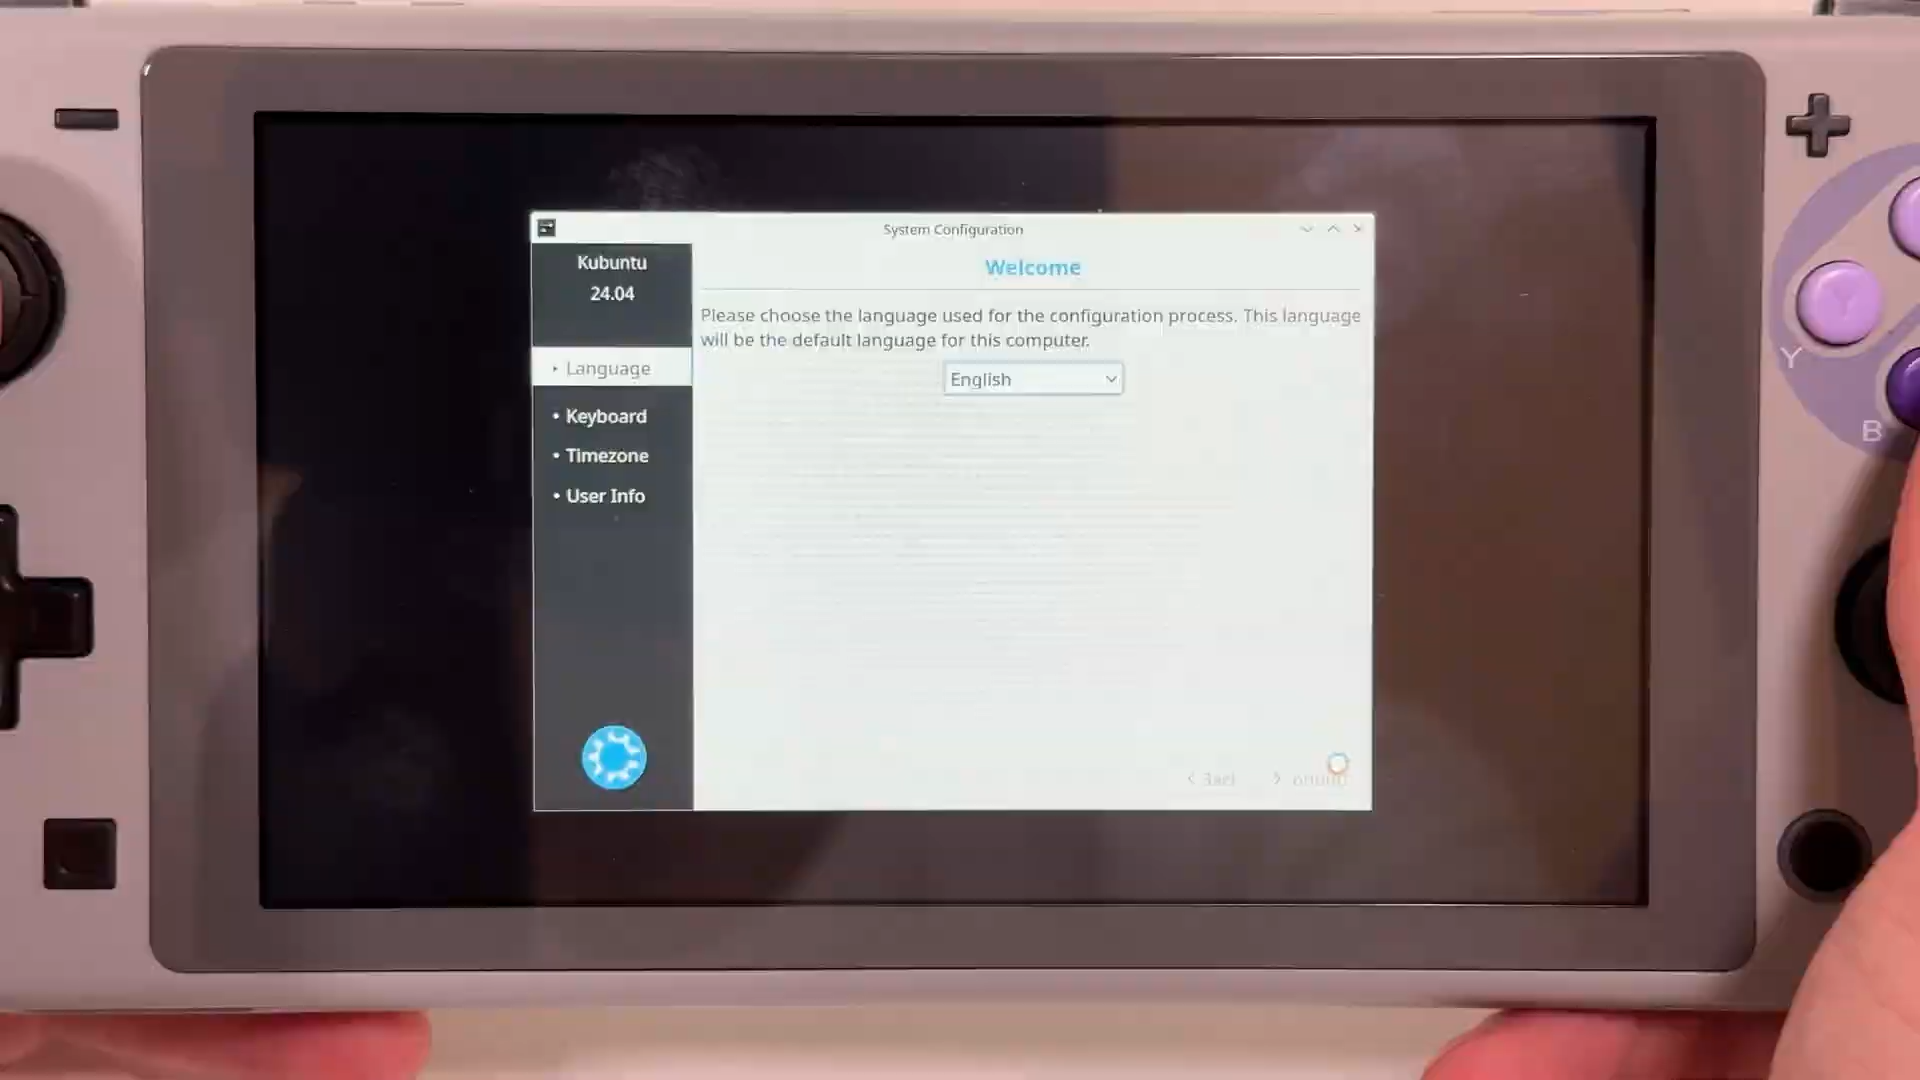 System Configuration
Kubuntu
24.04
Welcome
Please choose the language used for the configuration process. This language
will be the default language for this computer.
English
‣ Language
• Keyboard
• Timezone
• User Info
Y
B